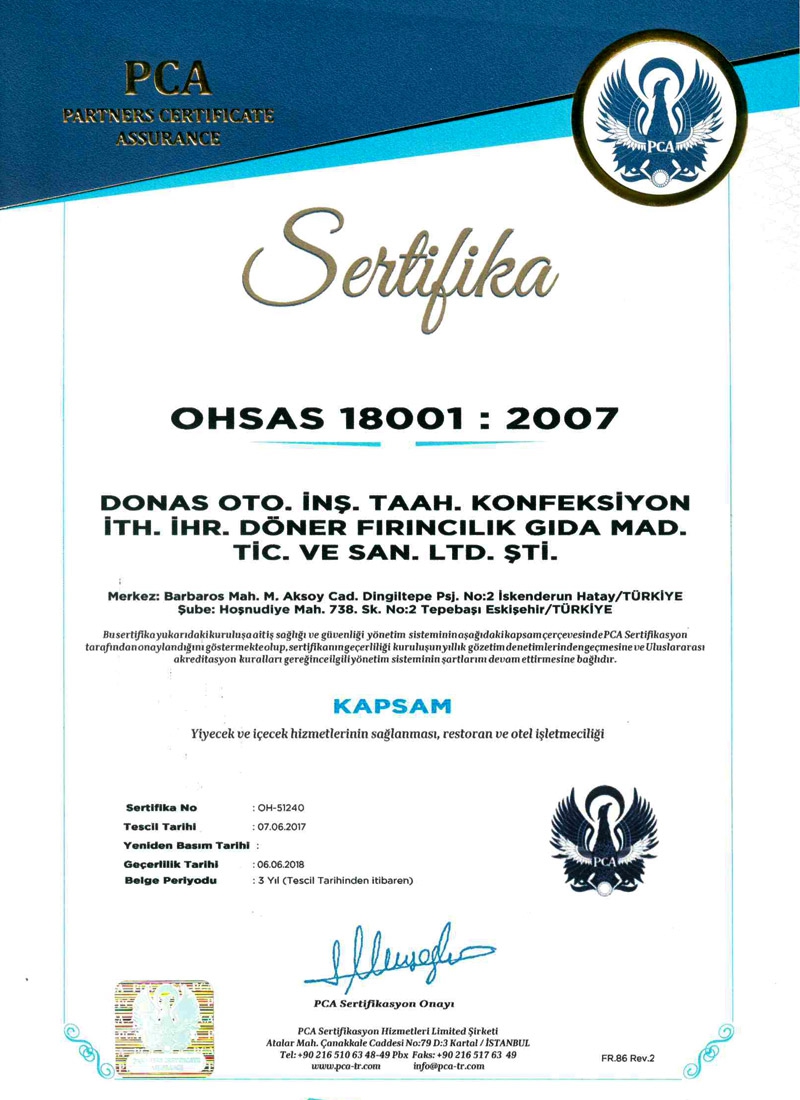 PCA
PARTNERS CERTIFICATE
ASSURANCE
PCA
Sertifika
OHSAS 18001 : 2007
DONAS OTO. İNŞ. TAAH. KONFEKSİYON
İTH. İHR. DÖNER FIRINCILIK GIDA MAD.
TİC. VE SAN. LTD. ŞTİ.
Merkez: Barbaros Mah. M. Aksoy Cad. Dingiltepe Psj. No:2 İskenderun Hatay/TÜRKİYE
Şube: Hoşnudiye Mah. 738. Sk. No:2 Tepebaşı Eskişehir/TÜRKİYE
Bu sertifika yukarıdaki kuruluşa ait iş sağlığı ve güvenliği yönetim sisteminin aşağıdaki kapsam çerçevesinde PCA Sertifikasyon
tarafından onaylandığını göstermekte olup, sertifikanın geçerliliği kuruluşun yıllık gözetim denetimlerinden geçmesine ve Uluslararası
akreditasyon kuralları gereğince ilgili yönetim sisteminin şartlarını devam ettirmesine bağlıdır.
KAPSAM
Yiyecek ve içecek hizmetlerinin sağlanması, restoran ve otel işletmeciliği
Sertifika No : OH-51240
Tescil Tarihi : 07.06.2017
Yeniden Basım Tarihi :
Geçerlilik Tarihi : 06.06.2018
Belge Periyodu : 3 Yıl (Tescil Tarihinden itibaren)
PCA
PCA Sertifikasyon Onayı
PCA Sertifikasyon Hizmetleri Limited Şirketi
Atalar Mah. Çanakkale Caddesi No:79 D:3 Kartal / İSTANBUL
Tel: +90 216 510 63 48-49 Pbx Faks: +90 216 517 63 49
www.pca-tr.com info@pca-tr.com
FR.86 Rev.2